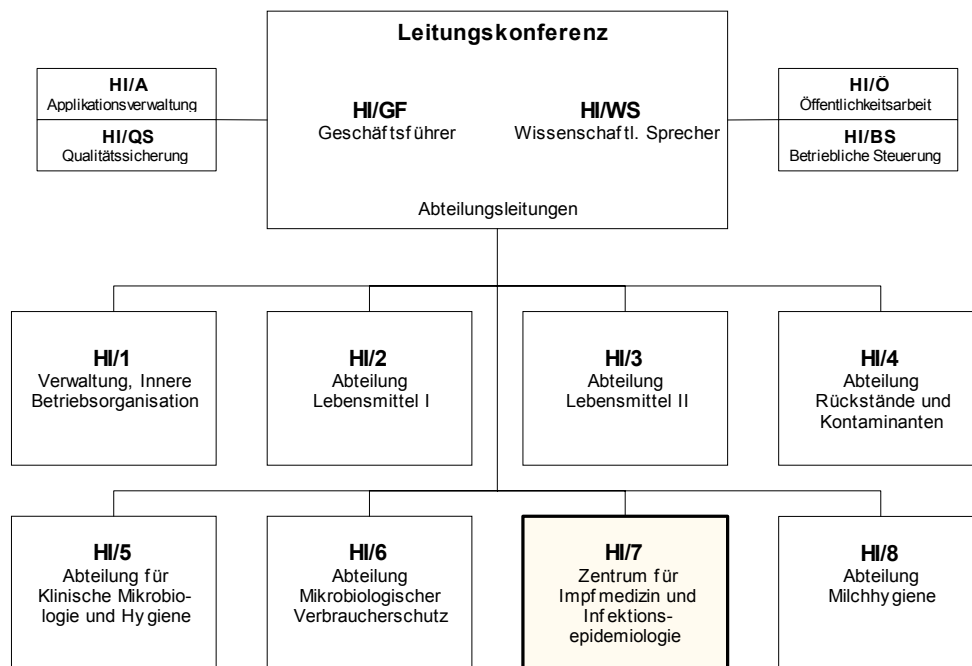 Leitungskonferenz
HI/A
Applikationsverwaltung
HI/QS
Qualitätssicherung
HI/GF
Geschäftsführer
HI/WS
Wissenschaftl. Sprecher
HI/Ö
Öffentlichkeitsarbeit
HI/BS
Betriebliche Steuerung
Abteilungsleitungen
HI/1
Verwaltung, Innere
Betriebsorganisation
HI/2
Abteilung
Lebensmittel I
HI/3
Abteilung
Lebensmittel II
HI/4
Abteilung
Rückstände und
Kontaminanten
HI/5
Abteilung für
Klinische Mikrobio-
logie und Hygiene
HI/6
Abteilung
Mikrobiologischer
Verbraucherschutz
HI/7
Zentrum für
Impfmedizin und
Infektions-
epidemiologie
HI/8
Abteilung
Milchhygiene